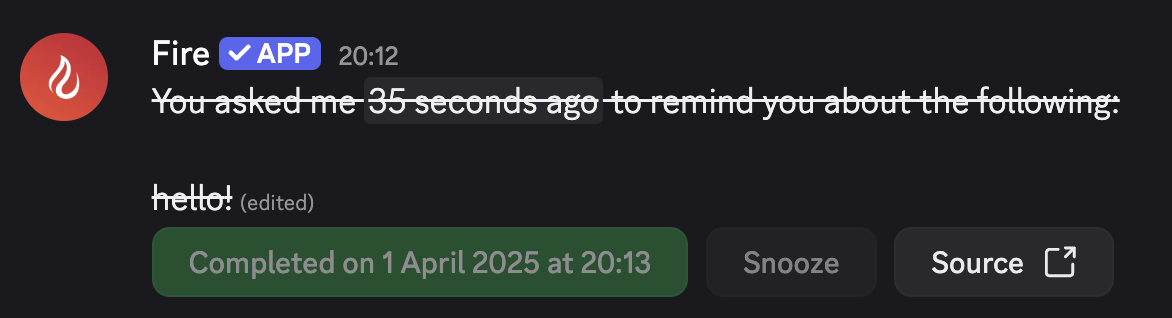 Fire ✓ APP 20:12
You asked me 35 seconds ago to remind you about the following:
hello! (edited)
Completed on 1 April 2025 at 20:13 Snooze Source